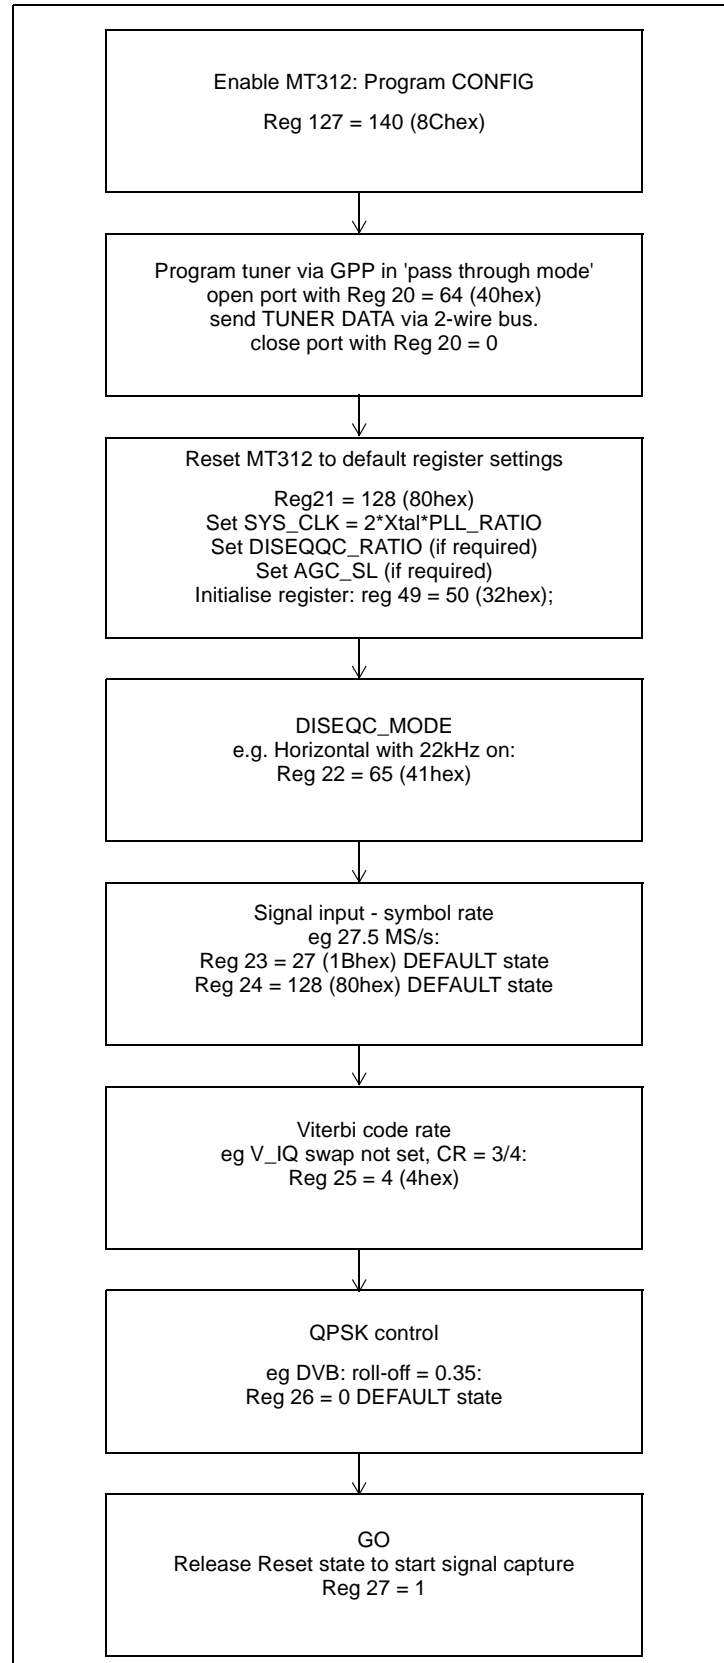 Enable MT312: Program CONFIG
Reg 127 = 140 (8Chex)
Program tuner via GPP in 'pass through mode'
open port with Reg 20 = 64 (40hex)
send TUNER DATA via 2-wire bus.
close port with Reg 20 = 0
Reset MT312 to default register settings
Reg21 = 128 (80hex)
Set SYS_CLK = 2*Xtal*PLL_RATIO
Set DISEQQC_RATIO (if required)
Set AGC_SL (if required)
Initialise register: reg 49 = 50 (32hex);
DISEQC_MODE
e.g. Horizontal with 22kHz on:
Reg 22 = 65 (41hex)
Signal input - symbol rate
eg 27.5 MS/s:
Reg 23 = 27 (1Bhex) DEFAULT state
Reg 24 = 128 (80hex) DEFAULT state
Viterbi code rate
eg V_IQ swap not set, CR = 3/4:
Reg 25 = 4 (4hex)
QPSK control
eg DVB: roll-off = 0.35:
Reg 26 = 0 DEFAULT state
GO
Release Reset state to start signal capture
Reg 27 = 1